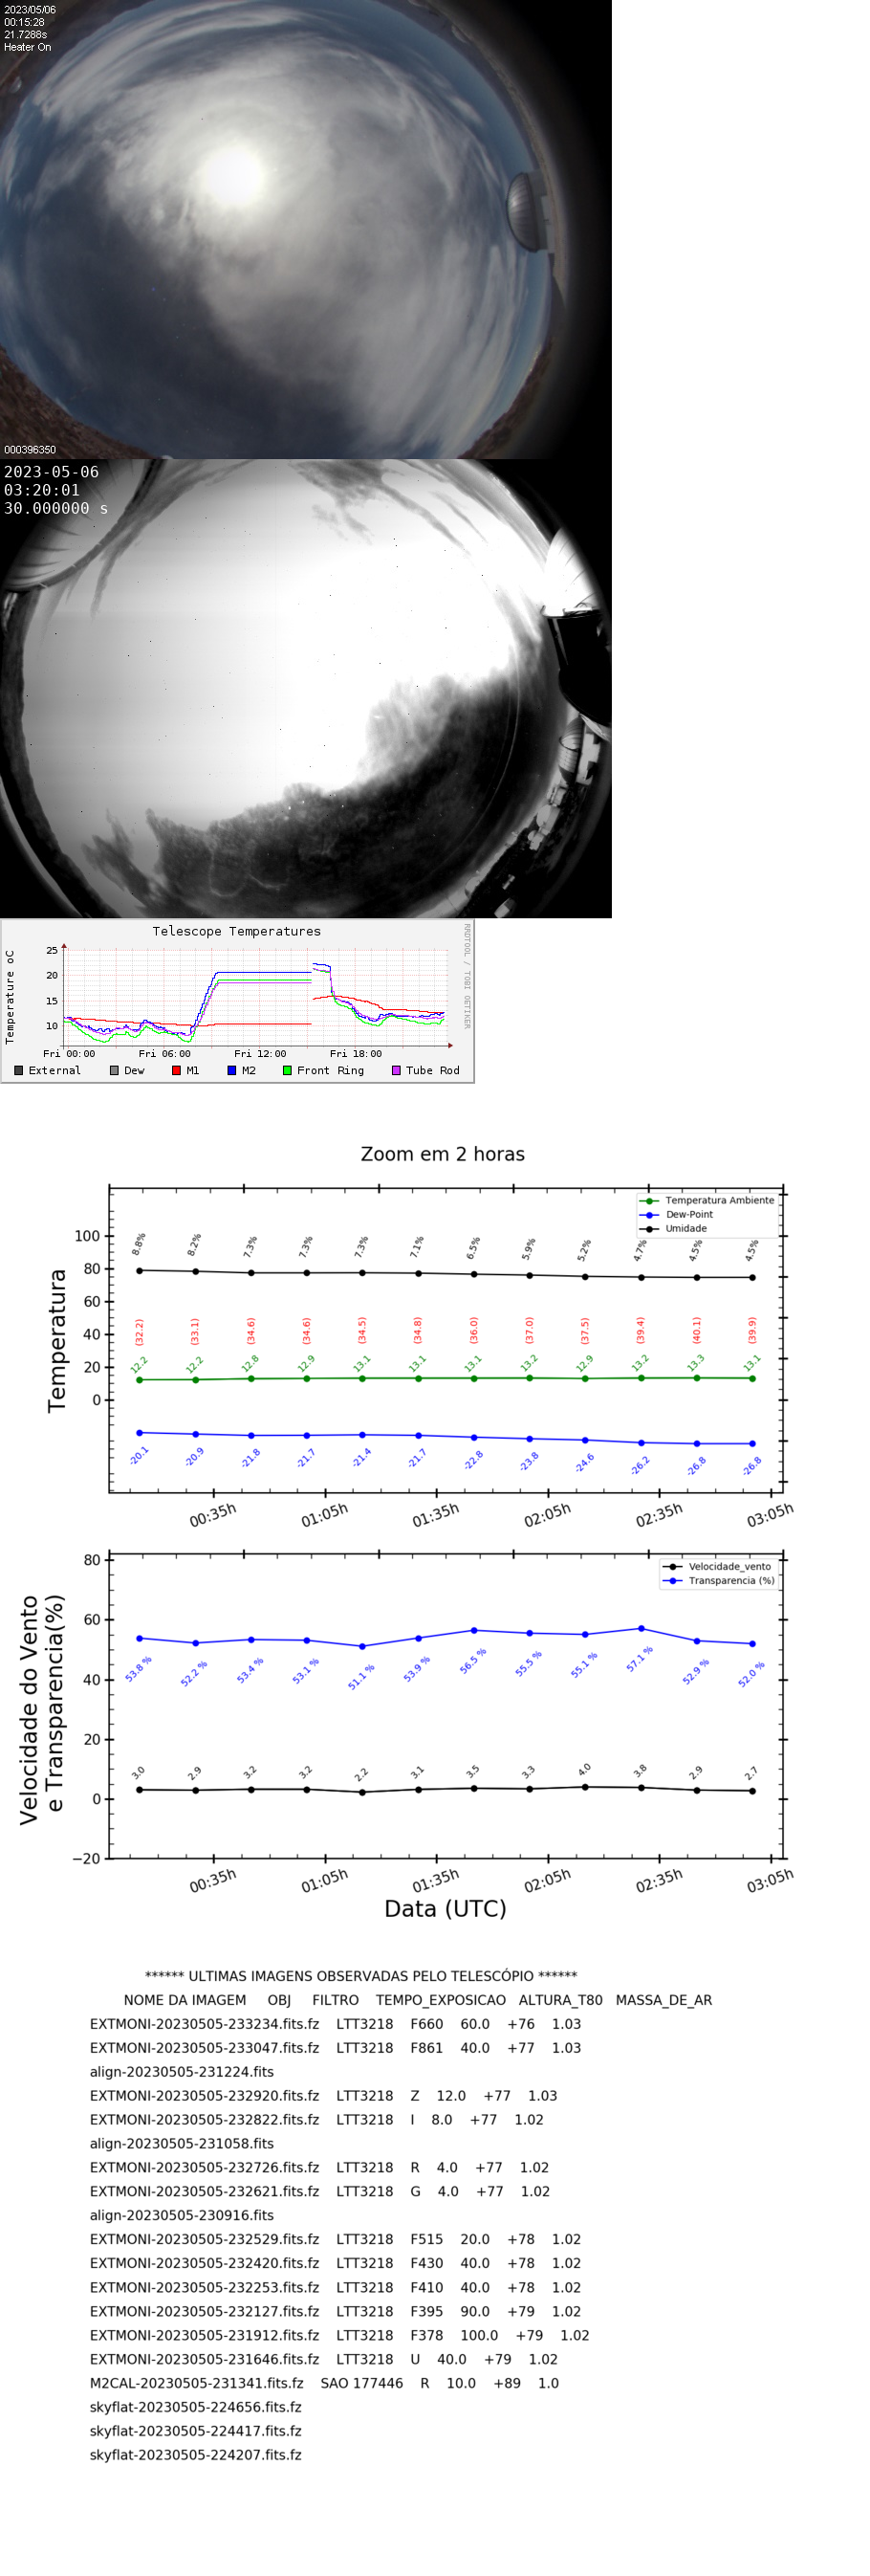 2023/05/06
00:15:28
21.7288s
Heater On
000396350
2023-05-06
03:20:01
30.000000 s
Telescope Temperatures
RRDTOOL / TOBI OETIKER
Temperature oC
25
20
15
10
Fri 00:00 Fri 06:00 Fri 12:00 Fri 18:00
External Dew M1 M2 Front Ring Tube Rod
Zoom em 2 horas
Temperatura
Temperatura Ambiente
Dew-Point
Umidade
100
80
60
40
20
0
8.8% 8.2% 7.3% 7.3% 7.3% 7.1% 6.5% 5.9% 5.2% 4.7% 4.5% 4.5%
(32.2) (33.1) (34.6) (34.6) (34.5) (34.8) (36.0) (37.0) (37.5) (39.4) (40.1) (39.9)
12.2 12.2 12.8 12.9 13.1 13.1 13.1 13.2 12.9 13.2 13.3 13.1
-20.1 -20.9 -21.8 -21.7 -21.4 -21.7 -22.8 -23.8 -24.6 -26.2 -26.8 -26.8
00:35h 01:05h 01:35h 02:05h 02:35h 03:05h
Velocidade do Vento
e Transparencia(%)
Velocidade_vento
Transparencia (%)
80
60
40
20
0
−20
53.8 % 52.2 % 53.4 % 53.1 % 51.1 % 53.9 % 56.5 % 55.5 % 55.1 % 57.1 % 52.9 % 52.0 %
3.0 2.9 3.2 3.2 2.2 3.1 3.5 3.3 4.0 3.8 2.9 2.7
00:35h 01:05h 01:35h 02:05h 02:35h 03:05h
Data (UTC)
****** ULTIMAS IMAGENS OBSERVADAS PELO TELESCÓPIO ******
NOME DA IMAGEM OBJ FILTRO TEMPO_EXPOSICAO ALTURA_T80 MASSA_DE_AR
EXTMONI-20230505-233234.fits.fz LTT3218 F660 60.0 +76 1.03
EXTMONI-20230505-233047.fits.fz LTT3218 F861 40.0 +77 1.03
align-20230505-231224.fits
EXTMONI-20230505-232920.fits.fz LTT3218 Z 12.0 +77 1.03
EXTMONI-20230505-232822.fits.fz LTT3218 I 8.0 +77 1.02
align-20230505-231058.fits
EXTMONI-20230505-232726.fits.fz LTT3218 R 4.0 +77 1.02
EXTMONI-20230505-232621.fits.fz LTT3218 G 4.0 +77 1.02
align-20230505-230916.fits
EXTMONI-20230505-232529.fits.fz LTT3218 F515 20.0 +78 1.02
EXTMONI-20230505-232420.fits.fz LTT3218 F430 40.0 +78 1.02
EXTMONI-20230505-232253.fits.fz LTT3218 F410 40.0 +78 1.02
EXTMONI-20230505-232127.fits.fz LTT3218 F395 90.0 +79 1.02
EXTMONI-20230505-231912.fits.fz LTT3218 F378 100.0 +79 1.02
EXTMONI-20230505-231646.fits.fz LTT3218 U 40.0 +79 1.02
M2CAL-20230505-231341.fits.fz SAO 177446 R 10.0 +89 1.0
skyflat-20230505-224656.fits.fz
skyflat-20230505-224417.fits.fz
skyflat-20230505-224207.fits.fz